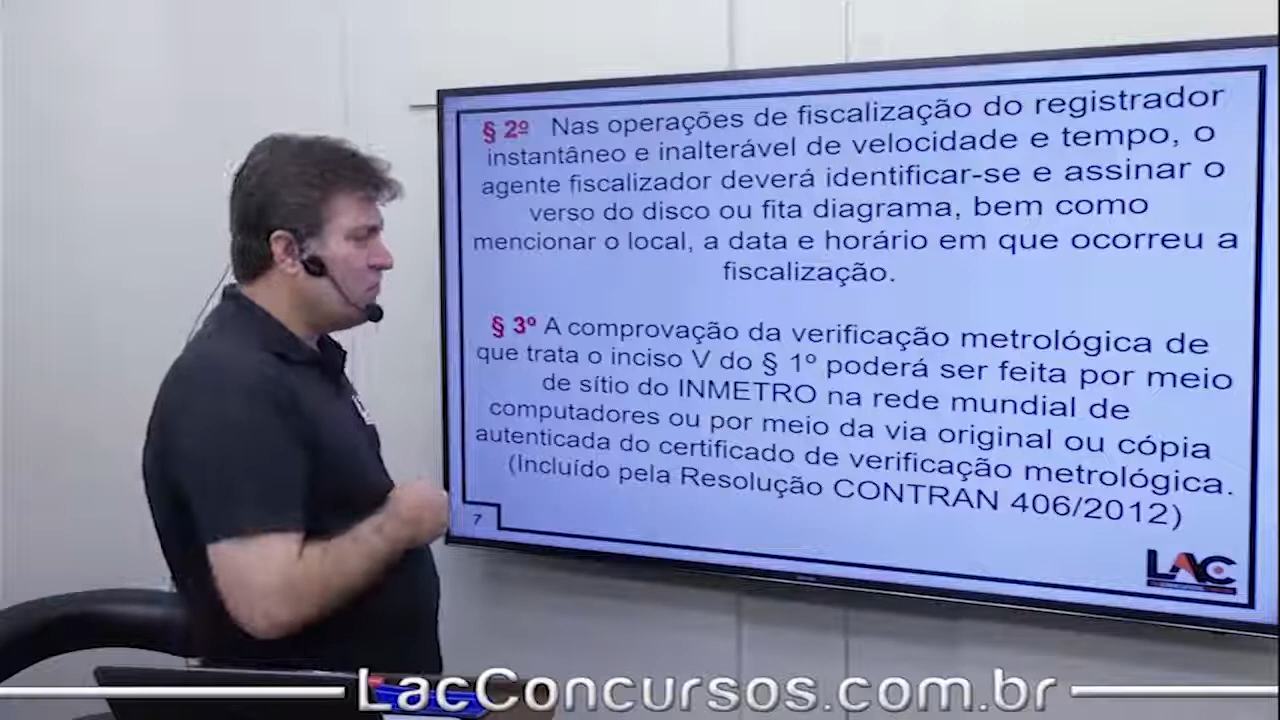 § 2º Nas operações de fiscalização do registrador
instantâneo e inalterável de velocidade e tempo, o
agente fiscalizador deverá identificar-se e assinar o
verso do disco ou fita diagrama, bem como
mencionar o local, a data e horário em que ocorreu a
fiscalização.
§ 3º A comprovação da verificação metrológica de
que trata o inciso V do § 1º poderá ser feita por meio
de sítio do INMETRO na rede mundial de
computadores ou por meio da via original ou cópia
autenticada do certificado de verificação metrológica.
(Incluído pela Resolução CONTRAN 406/2012)
7
LAC
LacConcursos.com.br